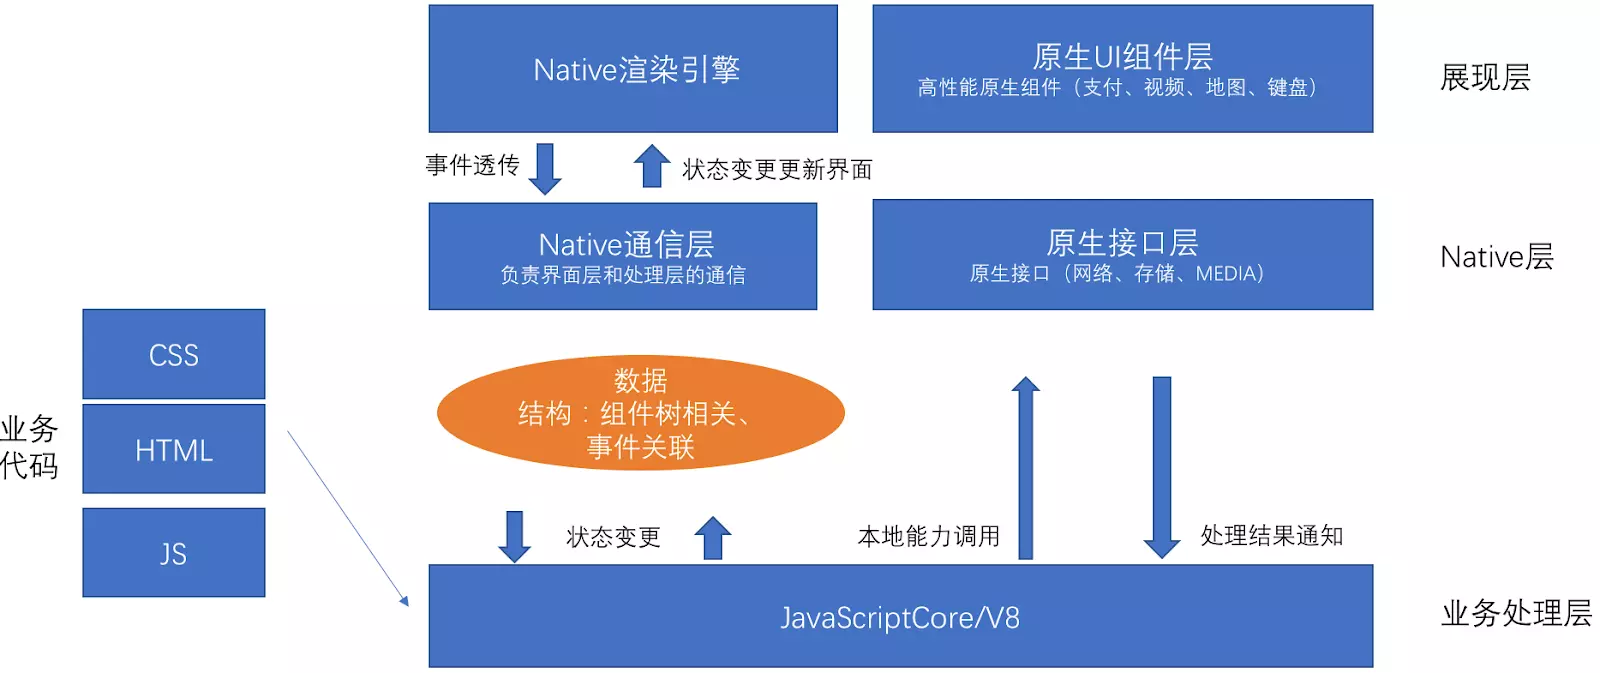 Native渲染引擎
原生UI组件层
高性能原生组件（支付、视频、地图、键盘）
展现层
事件透传
状态变更更新界面
Native通信层
负责界面层和处理层的通信
原生接口层
原生接口（网络、存储、MEDIA）
Native层
CSS
HTML
JS
业务
代码
数据
结构：组件树相关、
事件关联
状态变更
本地能力调用
处理结果通知
JavaScriptCore/V8
业务处理层